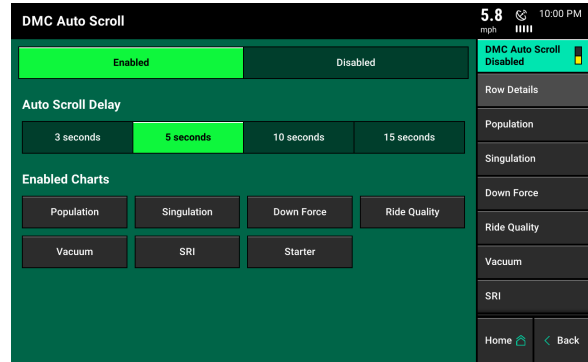 DMC Auto Scroll
5.8
mph
10:00 PM
Enabled
Disabled
DMC Auto Scroll
Disabled
Auto Scroll Delay
3 seconds
5 seconds
10 seconds
15 seconds
Enabled Charts
Population
Singulation
Down Force
Ride Quality
Vacuum
SRI
Starter
Row Details
Population
Singulation
Down Force
Ride Quality
Vacuum
SRI
Home
Back